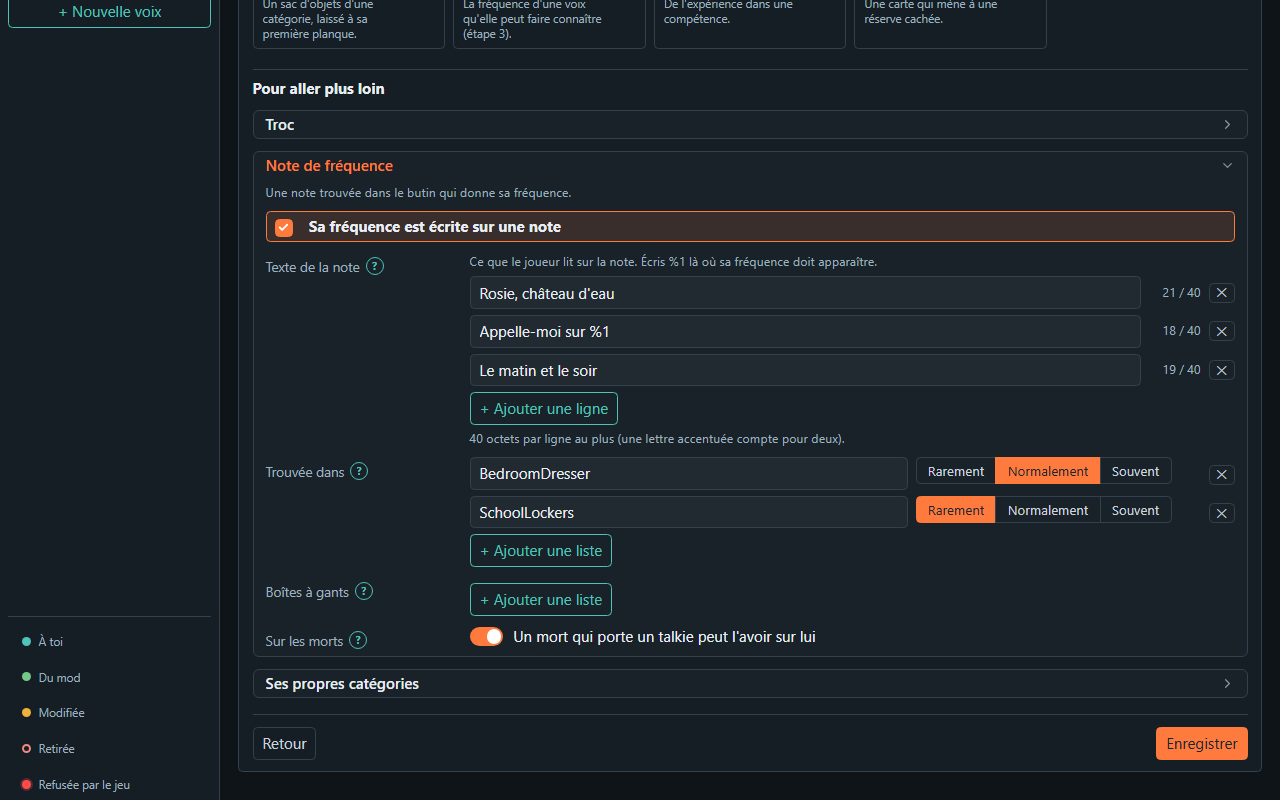 + Nouvelle voix
Un sac d'objets d'une
catégorie, laissé à sa
première planque.
La fréquence d'une voix
qu'elle peut faire connaître
(étape 3).
De l'expérience dans une
compétence.
Une carte qui mène à une
réserve cachée.
Pour aller plus loin
Troc
Note de fréquence
Une note trouvée dans le butin qui donne sa fréquence.
Sa fréquence est écrite sur une note
Texte de la note ?
Ce que le joueur lit sur la note. Écris %1 là où sa fréquence doit apparaître.
Rosie, château d'eau 21 / 40
Appelle-moi sur %1 18 / 40
Le matin et le soir 19 / 40
+ Ajouter une ligne
40 octets par ligne au plus (une lettre accentuée compte pour deux).
Trouvée dans ?
BedroomDresser Rarement Normalement Souvent
SchoolLockers Rarement Normalement Souvent
+ Ajouter une liste
Boîtes à gants ?
+ Ajouter une liste
Sur les morts ?
Un mort qui porte un talkie peut l'avoir sur lui
Ses propres catégories
Retour
Enregistrer
À toi
Du mod
Modifiée
Retirée
Refusée par le jeu